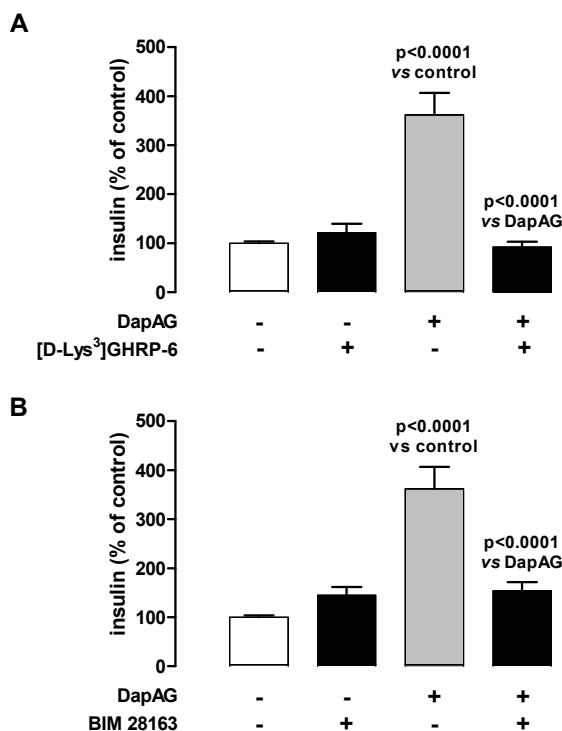 A
insulin (% of control)
500
400
300
200
100
0
p<0.0001
vs control
p<0.0001
vs DapAG
DapAG - - + +
[D-Lys³]GHRP-6 - + - +
B
insulin (% of control)
500
400
300
200
100
0
p<0.0001
vs control
p<0.0001
vs DapAG
DapAG - - + +
BIM 28163 - + - +